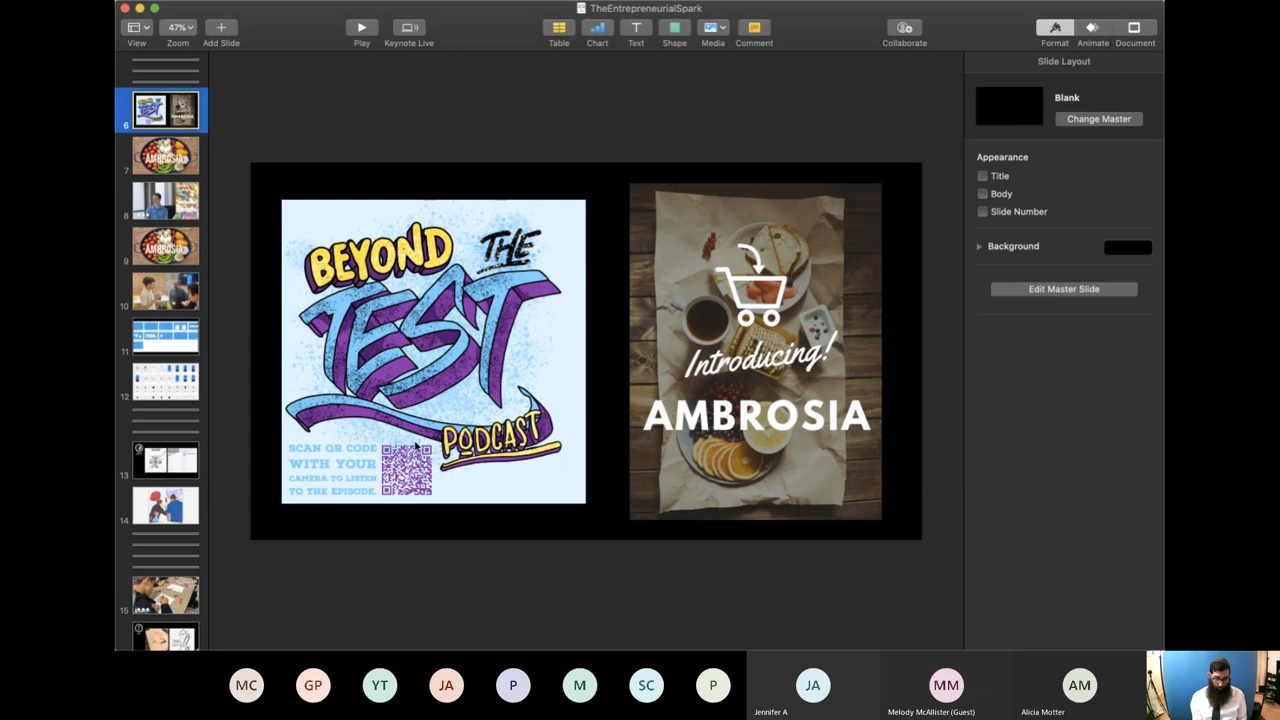 TheEntrepreneurialSpark
47%
View
Zoom
Add Slide
Play
Keynote Live
Table
Chart
Text
Shape
Media
Comment
Collaborate
Format
Animate
Document
Slide Layout
Blank
Change Master
Appearance
Title
Body
Slide Number
Background
Edit Master Slide
6
7
AMBROSIA
8
9
AMBROSIA
10
11
12
13
14
15
BEYOND THE
TEST
PODCAST
SCAN QR CODE
WITH YOUR
CAMERA TO LISTEN
TO THE EPISODE.
Introducing!
AMBROSIA
MC
GP
YT
JA
P
M
SC
P
JA
MM
AM
Jennifer A
Melody McAllister (Guest)
Alicia Motter